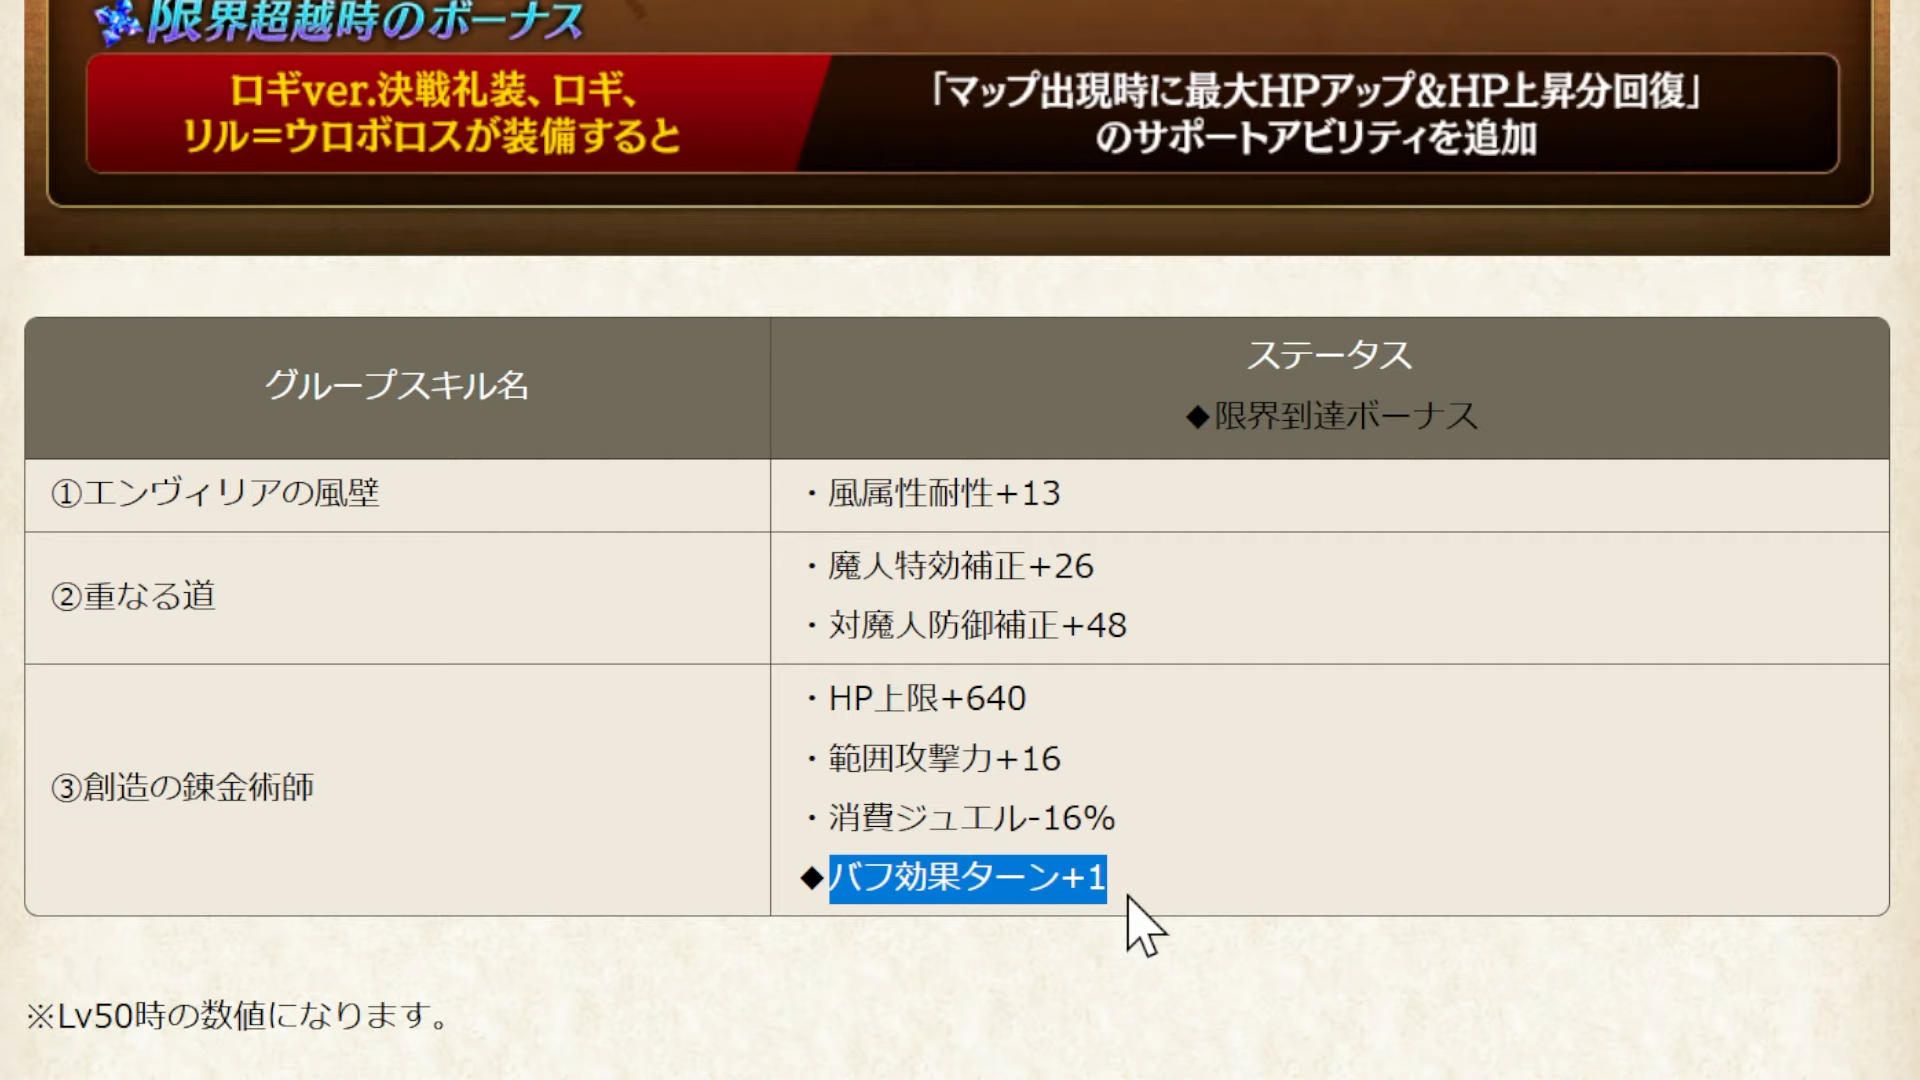 限界超越時のボーナス
ロギver.決戦礼装、ロギ、
リル＝ウロボロスが装備すると
「マップ出現時に最大HPアップ&HP上昇分回復」
のサポートアビリティを追加
グループスキル名
ステータス
◆限界到達ボーナス
①エンヴィリアの風壁
・風属性耐性+13
②重なる道
・魔人特効補正+26
・対魔人防御補正+48
③創造の錬金術師
・HP上限+640
・範囲攻撃力+16
・消費ジュエル-16%
◆バフ効果ターン+1
※Lv50時の数値になります。